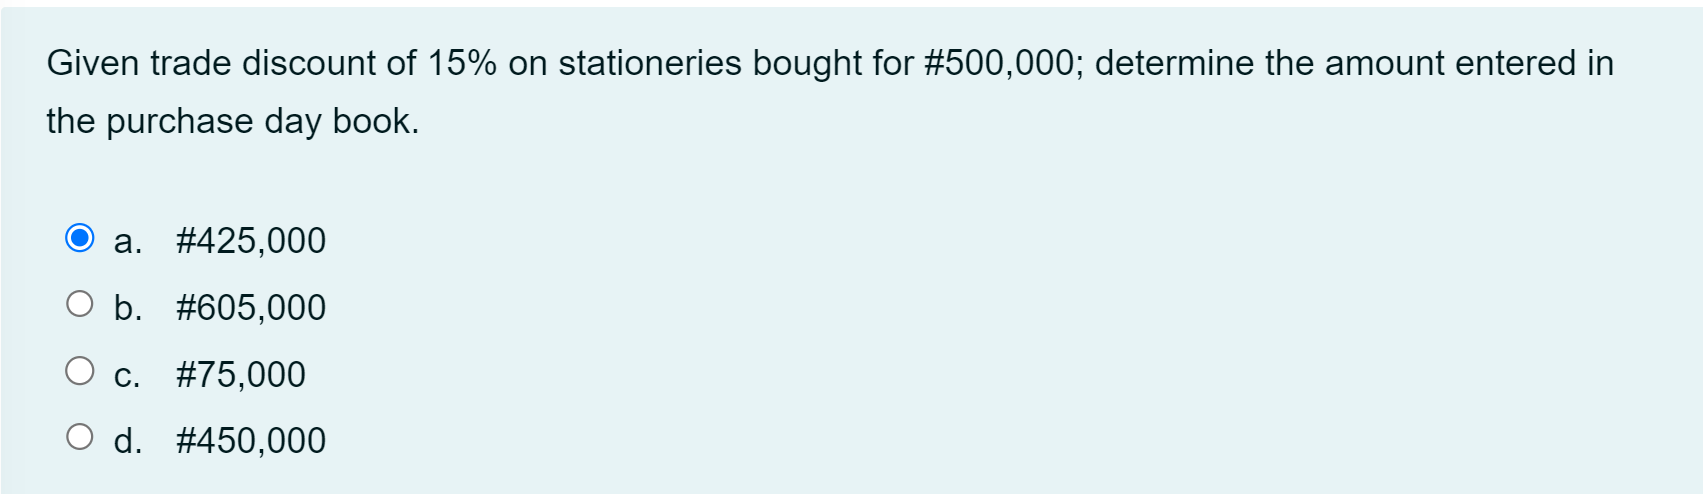 Given trade discount of 15% on stationeries bought for #500,000; determine the amount entered in
the purchase day book.
a. #425,000
b. #605,000
c. #75,000
d. #450,000